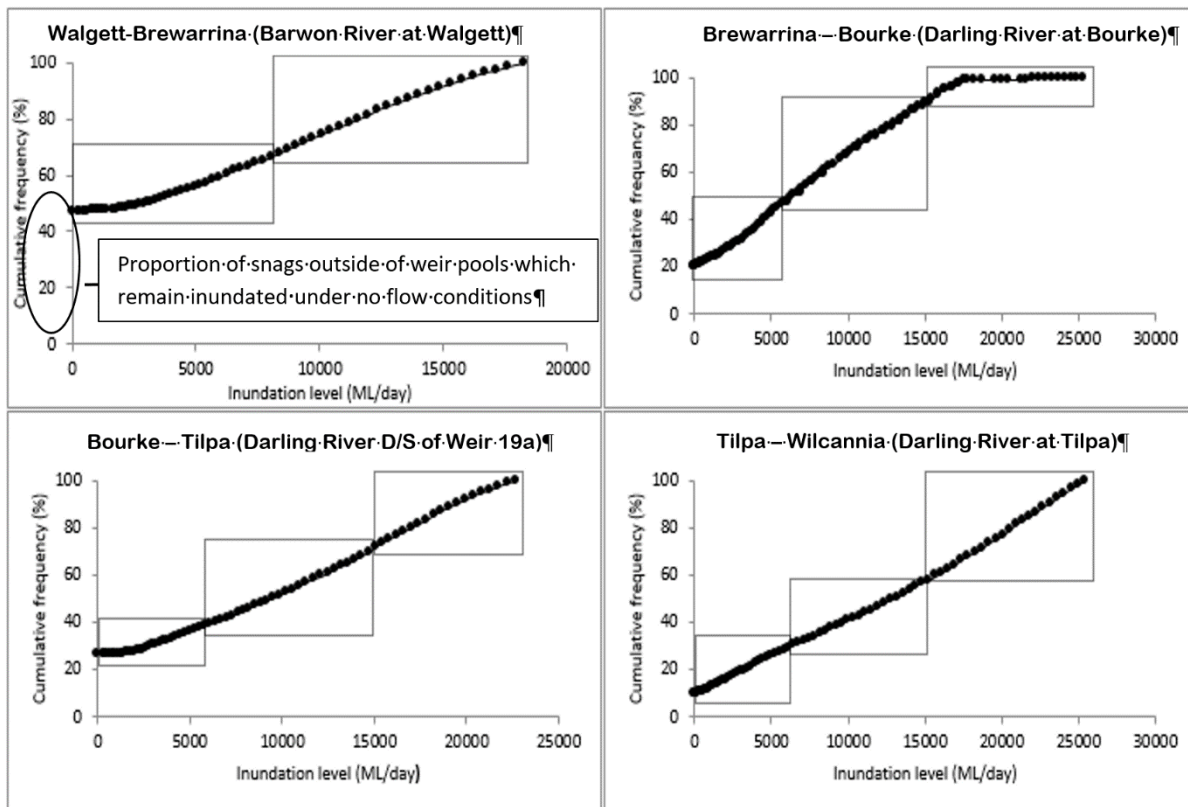 Walgett-Brewarrina·(Barwon·River·at·Walgett)¶
Cumulative frequency (%)
100
80
60
40
20
0
Proportion·of·snags·outside·of·weir·pools·which·
remain·inundated·under·no·flow·conditions¶
0 5000 10000 15000 20000
Inundation level (ML/day)
Brewarrina·–·Bourke·(Darling·River·at·Bourke)¶
Cumulative frequancy (%)
100
80
60
40
20
0
0 5000 10000 15000 20000 25000 30000
Inundation level (ML/day)
Bourke·–·Tilpa·(Darling·River·D/S·of·Weir·19a)¶
Cumulative frequency (%)
100
80
60
40
20
0
0 5000 10000 15000 20000 25000
Inundation level (ML/day)
Tilpa·–·Wilcannia·(Darling·River·at·Tilpa)¶
Cumulative frequency (%)
100
80
60
40
20
0
0 5000 10000 15000 20000 25000 30000
Inundation level (ML/day)